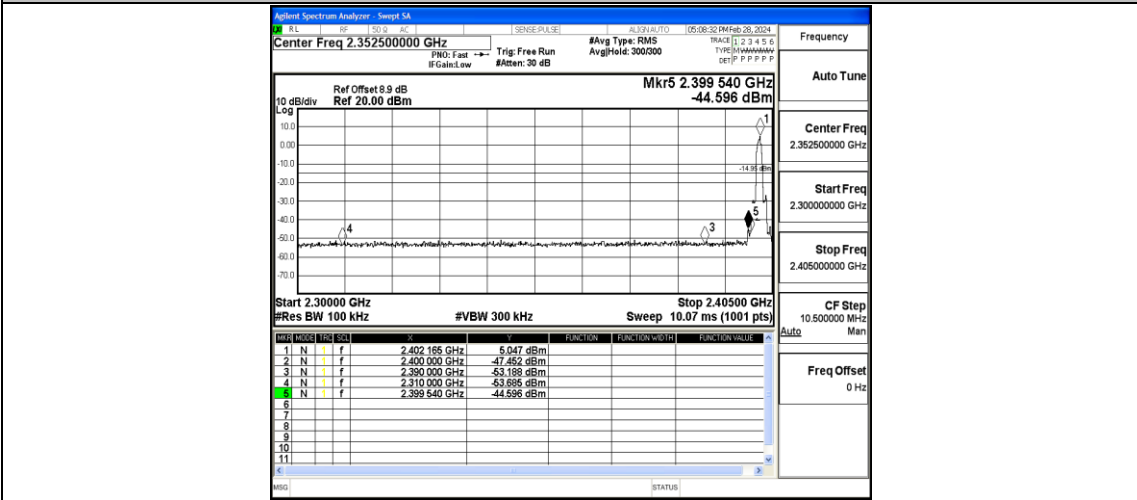 Agilent Spectrum Analyzer - Swept SA
RL RF 50 Ω AC SENSE:PULSE ALIGN AUTO 05:08:32 PM Feb 28, 2024
Center Freq 2.352500000 GHz
PNO: Fast
IFGain:Low
Trig: Free Run
#Atten: 30 dB
#Avg Type: RMS
Avg|Hold: 300/300
TRACE 1 2 3 4 5 6
TYPE M
DET P P P P P P
Ref Offset 8.9 dB
10 dB/div Ref 20.00 dBm
Log
Mkr5 2.399 540 GHz
-44.596 dBm
10.0
0.00
-10.0
-20.0
-30.0
-40.0
-50.0
-60.0
-70.0
1
-14.95 dBm
5
4
3
Start 2.30000 GHz Stop 2.40500 GHz
#Res BW 100 kHz #VBW 300 kHz Sweep 10.07 ms (1001 pts)
MKR MODE TRC SCL X Y FUNCTION FUNCTION WIDTH FUNCTION VALUE
1 N 1 f 2.402 165 GHz 5.047 dBm
2 N 1 f 2.400 000 GHz -47.452 dBm
3 N 1 f 2.390 000 GHz -53.188 dBm
4 N 1 f 2.310 000 GHz -53.685 dBm
5 N 1 f 2.399 540 GHz -44.596 dBm
6
7
8
9
10
11
MSG STATUS
Frequency
Auto Tune
Center Freq
2.352500000 GHz
Start Freq
2.300000000 GHz
Stop Freq
2.405000000 GHz
CF Step
10.500000 MHz
Auto Man
Freq Offset
0 Hz